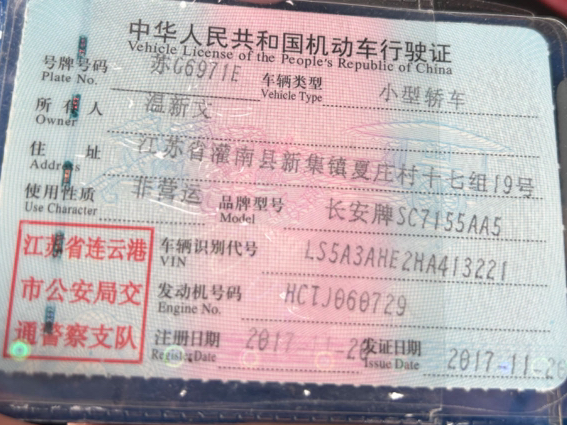 中华人民共和国机动车行驶证
Vehicle License of the People's Republic of China
号牌号码 苏G6971E 车辆类型 小型轿车
Plate No. Vehicle Type
所有人 温新文
Owner
住址 江苏省灌南县新集镇夏庄村十七组19号
Address
使用性质 非营运 品牌型号 长安牌SC7155AA5
Use Character Model
江苏省连云港 车辆识别代号 LS5A3AHE2HA413221
VIN
市公安局交 发动机号码 HCTJ060729
Engine No.
通警察支队 注册日期 2017-11-20 发证日期 2017-11-20
Register Date Issue Date